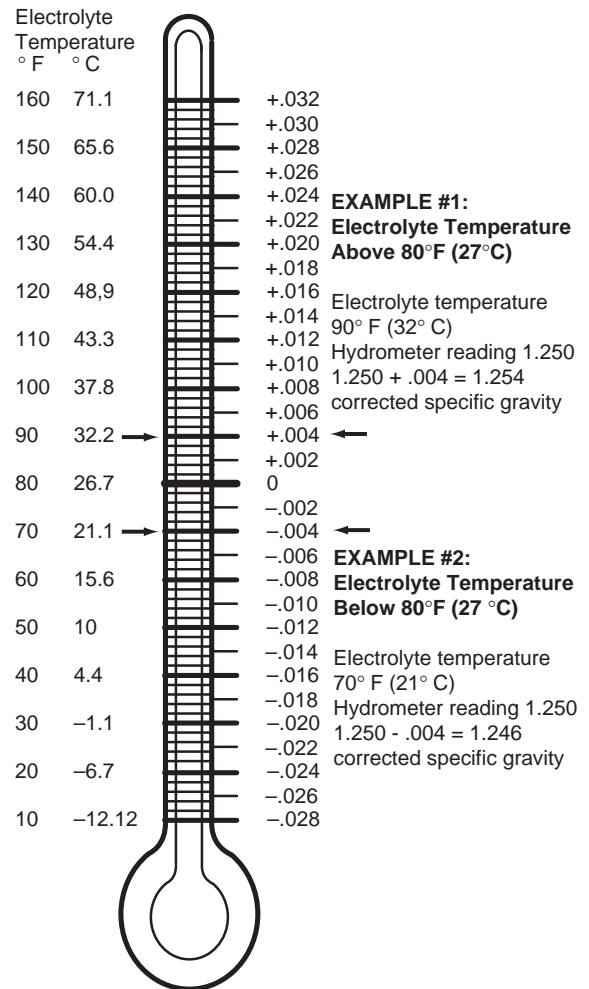 Electrolyte
Temperature
° F ° C
160 71.1 +.032
+.030
150 65.6 +.028
+.026
140 60.0 +.024
+.022
130 54.4 +.020
+.018
120 48,9 +.016
+.014
110 43.3 +.012
+.010
100 37.8 +.008
+.006
90 32.2 +.004
+.002
80 26.7 0
–.002
70 21.1 –.004
–.006
60 15.6 –.008
–.010
50 10 –.012
–.014
40 4.4 –.016
–.018
30 –1.1 –.020
–.022
20 –6.7 –.024
–.026
10 –12.12 –.028
EXAMPLE #1:
Electrolyte Temperature
Above 80°F (27°C)
Electrolyte temperature
90° F (32° C)
Hydrometer reading 1.250
1.250 + .004 = 1.254
corrected specific gravity
EXAMPLE #2:
Electrolyte Temperature
Below 80°F (27 °C)
Electrolyte temperature
70° F (21° C)
Hydrometer reading 1.250
1.250 - .004 = 1.246
corrected specific gravity